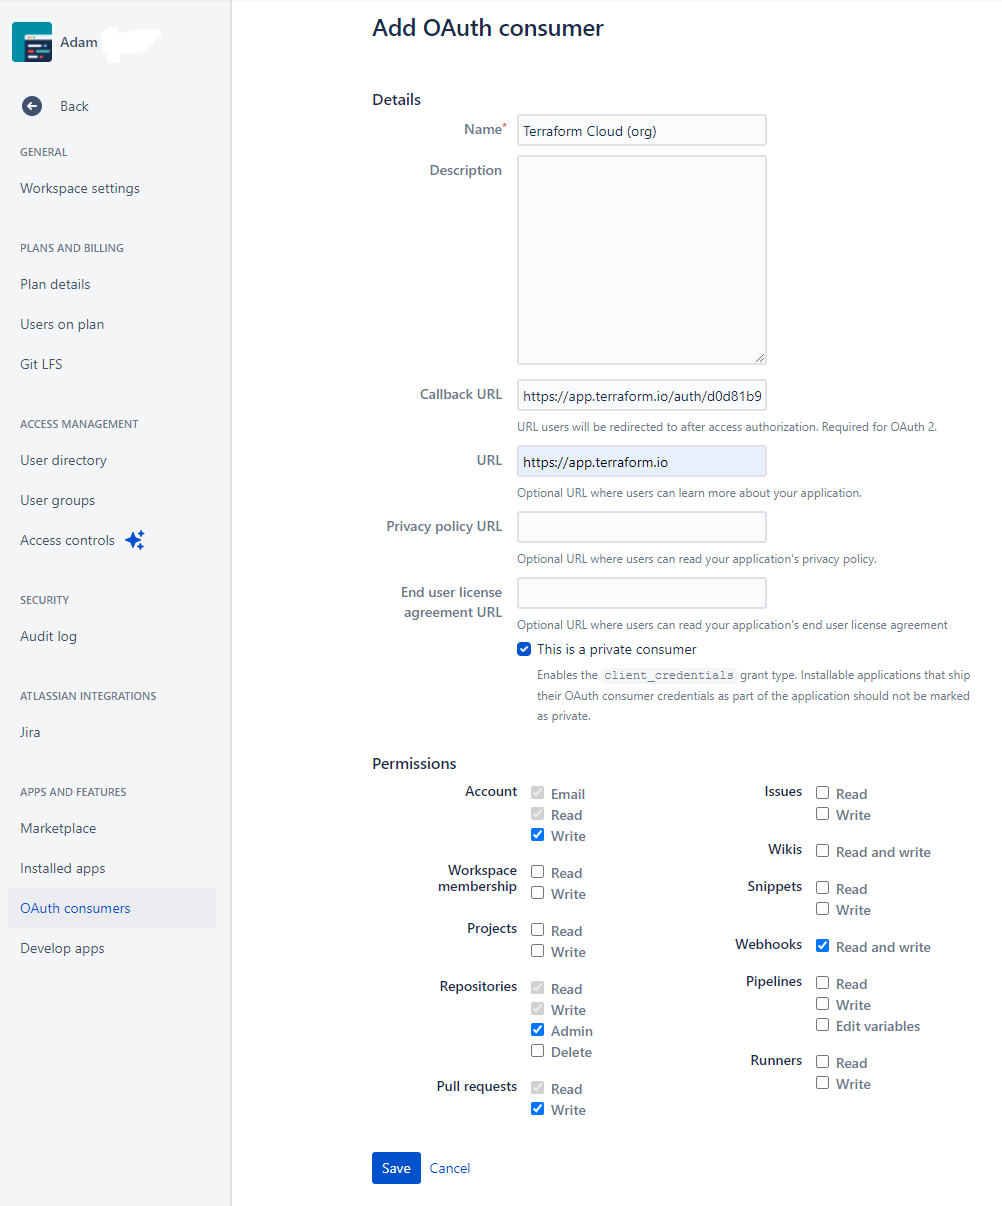 Adam
Back
GENERAL
Workspace settings
PLANS AND BILLING
Plan details
Users on plan
Git LFS
ACCESS MANAGEMENT
User directory
User groups
Access controls
SECURITY
Audit log
ATLASSIAN INTEGRATIONS
Jira
APPS AND FEATURES
Marketplace
Installed apps
OAuth consumers
Develop apps
Add OAuth consumer
Details
Name* Terraform Cloud (org)
Description
Callback URL https://app.terraform.io/auth/d0d81b9
URL users will be redirected to after access authorization. Required for OAuth 2.
URL https://app.terraform.io
Optional URL where users can learn more about your application.
Privacy policy URL
Optional URL where users can read your application's privacy policy.
End user license
agreement URL
Optional URL where users can read your application's end user license agreement
This is a private consumer
Enables the client_credentials grant type. Installable applications that ship
their OAuth consumer credentials as part of the application should not be marked
as private.
Permissions
Account Email
Read
Write
Workspace
membership
Read
Write
Projects Read
Write
Repositories Read
Write
Admin
Delete
Pull requests Read
Write
Issues Read
Write
Wikis Read and write
Snippets Read
Write
Webhooks Read and write
Pipelines Read
Write
Edit variables
Runners Read
Write
Save Cancel